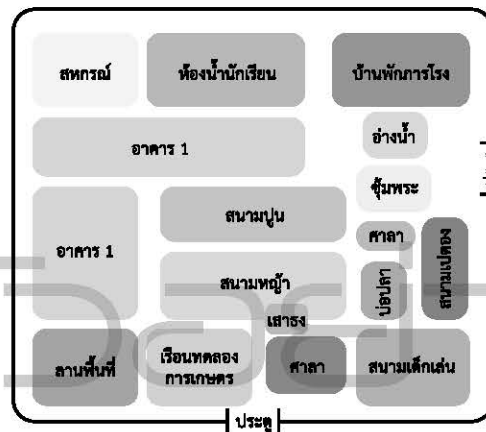 สหกรณ์
ห้องน้ำนักเรียน
บ้านพักภารโรง
อาคาร 1
อ่างน้ำ
ซุ้มพระ
อาคาร 1
สนามปูน
ศาลา
สนามเปตอง
สนามหญ้า
บ่อปลา
เสาธง
ลานพื้นที่
เรือนทดลอง
การเกษตร
ศาลา
สนามเด็กเล่น
ประตู